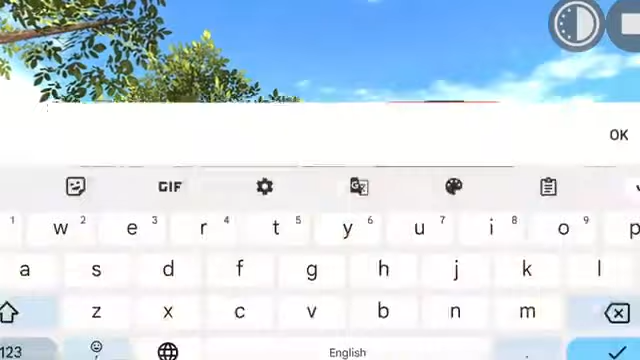 OK
GIF
1 w 2 e 3 r 4 t 5 y 6 u 7 i 8 o 9 p
a s d f g h j k l
z x c v b n m
123 English .